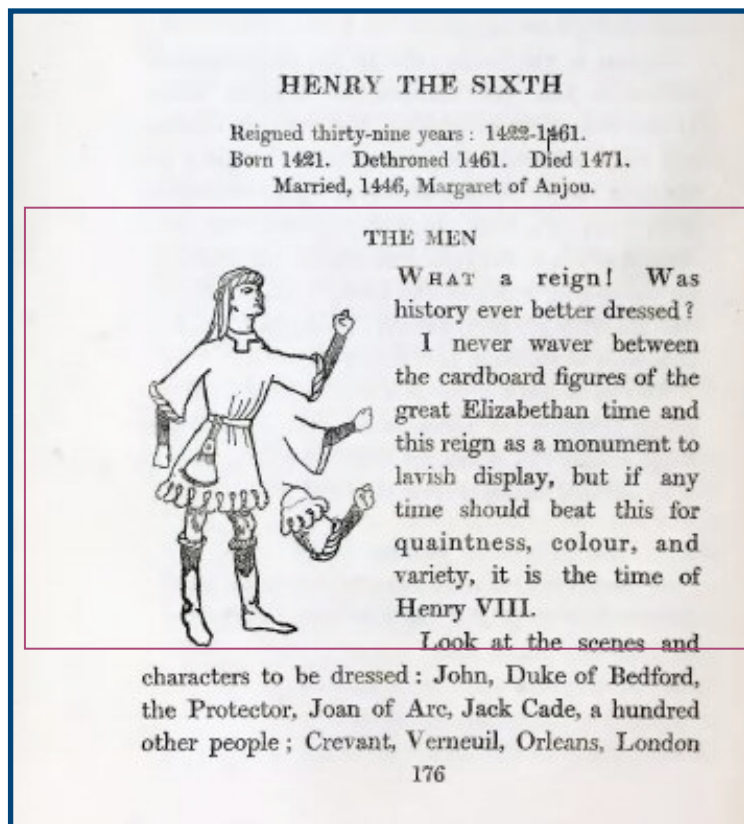 HENRY THE SIXTH
Reigned thirty-nine years : 1422-1461.
Born 1421. Dethroned 1461. Died 1471.
Married, 1446, Margaret of Anjou.
THE MEN
WHAT a reign! Was
history ever better dressed?
I never waver between
the cardboard figures of the
great Elizabethan time and
this reign as a monument to
lavish display, but if any
time should beat this for
quaintness, colour, and
variety, it is the time of
Henry VIII.
Look at the scenes and
characters to be dressed : John, Duke of Bedford,
the Protector, Joan of Arc, Jack Cade, a hundred
other people ; Crevant, Verneuil, Orleans, London
176